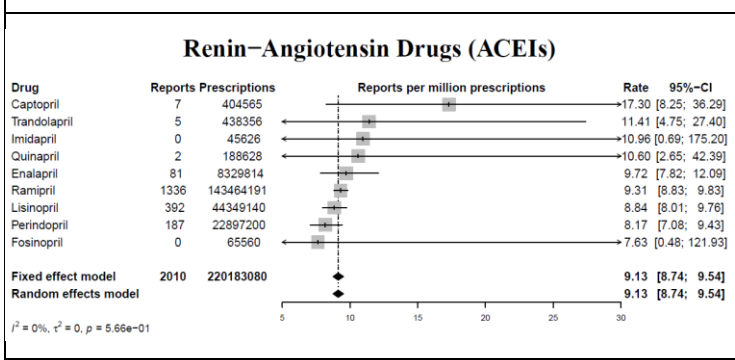 Renin−Angiotensin Drugs (ACEIs)
Drug Reports Prescriptions Reports per million prescriptions Rate 95%−CI
Captopril 7 404565 17.30 [8.25; 36.29]
Trandolapril 5 438356 11.41 [4.75; 27.40]
Imidapril 0 45626 10.96 [0.69; 175.20]
Quinapril 2 188628 10.60 [2.65; 42.39]
Enalapril 81 8329814 9.72 [7.82; 12.09]
Ramipril 1336 143464191 9.31 [8.83; 9.83]
Lisinopril 392 44349140 8.84 [8.01; 9.76]
Perindopril 187 22897200 8.17 [7.08; 9.43]
Fosinopril 0 65560 7.63 [0.48; 121.93]
Fixed effect model 2010 220183080 9.13 [8.74; 9.54]
Random effects model 9.13 [8.74; 9.54]
5 10 15 20 25 30
I² = 0%, τ² = 0, p = 5.66e−01